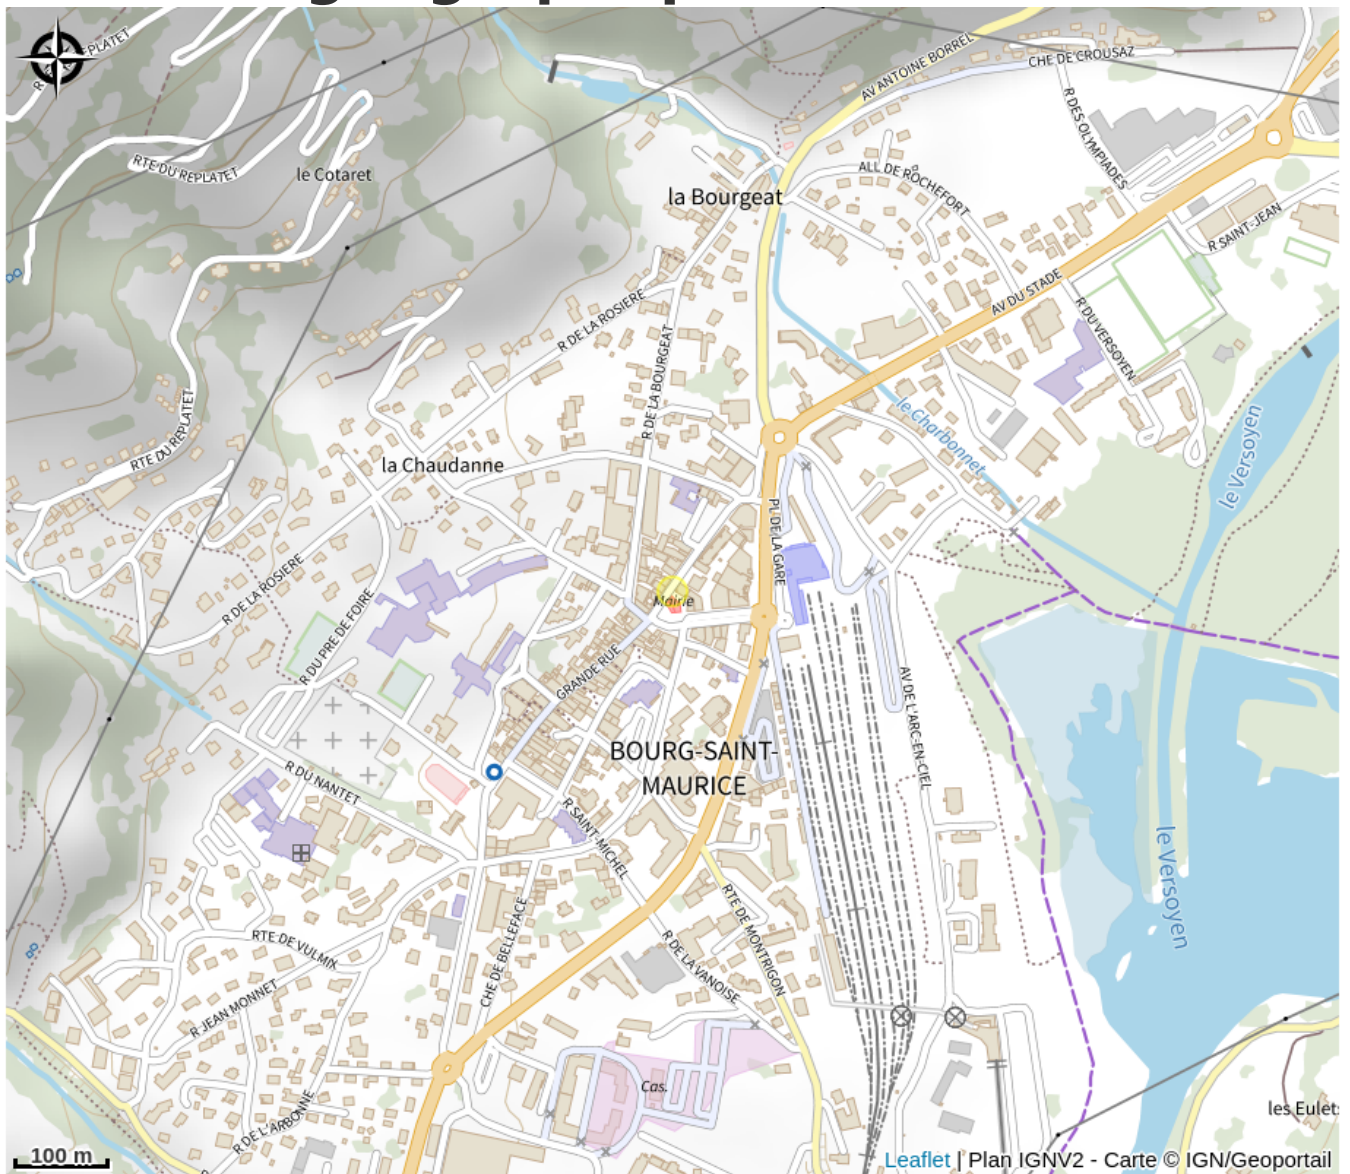 R
EPLATET
AV ANTOINE BORREL
CHE DE CROUSAZ
R DES OLYMPIADES
RTE DU REPLATET
le Cotaret
ALL DE ROCHEFORT
la Bourgeat
R SAINT-JEAN
AV DU STADE
R DE LA ROSIERE
R DU VERSOYEN
R DE LA BOURGEAT
le Charbonnet
RTE DU REPLATET
le Versoyen
la Chaudanne
PL DE LA GARE
R DE LA ROSIERE
R DU PRE DE FOIRE
Mairie
GRANDE RUE
AV DE L'ARC-EN-CIEL
BOURG-SAINT-
MAURICE
R DU NANTET
R SAINT-MICHEL
le Versoyen
RTE DE MONTRIGON
CHE DE BELLEFACE
RTE DE VULMIX
R DE LA VANOISE
R JEAN MONNET
Cas.
R DE L'ARBONNE
les Eulet
100 m
Leaflet | Plan IGNV2 - Carte © IGN/Geoportail